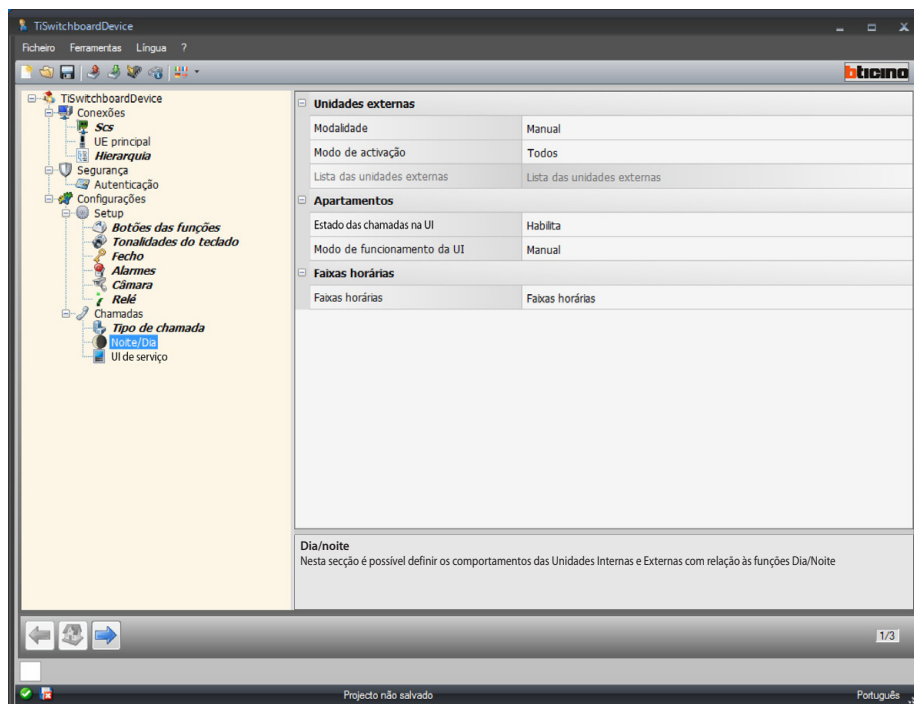 TiSwitchboardDevice
Ficheiro Ferramentas Língua ?
bticino
TiSwitchboardDevice
Conexões
Scs
UE principal
Hierarquia
Segurança
Autenticação
Configurações
Setup
Botões das funções
Tonalidades do teclado
Fecho
Alarmes
Câmara
Relé
Chamadas
Tipo de chamada
Noite/Dia
UI de serviço
Unidades externas
Modalidade Manual
Modo de activação Todos
Lista das unidades externas Lista das unidades externas
Apartamentos
Estado das chamadas na UI Habilita
Modo de funcionamento da UI Manual
Faixas horárias
Faixas horárias Faixas horárias
Dia/noite
Nesta secção é possível definir os comportamentos das Unidades Internas e Externas com relação às funções Dia/Noite
1/3
Projecto não salvado Português